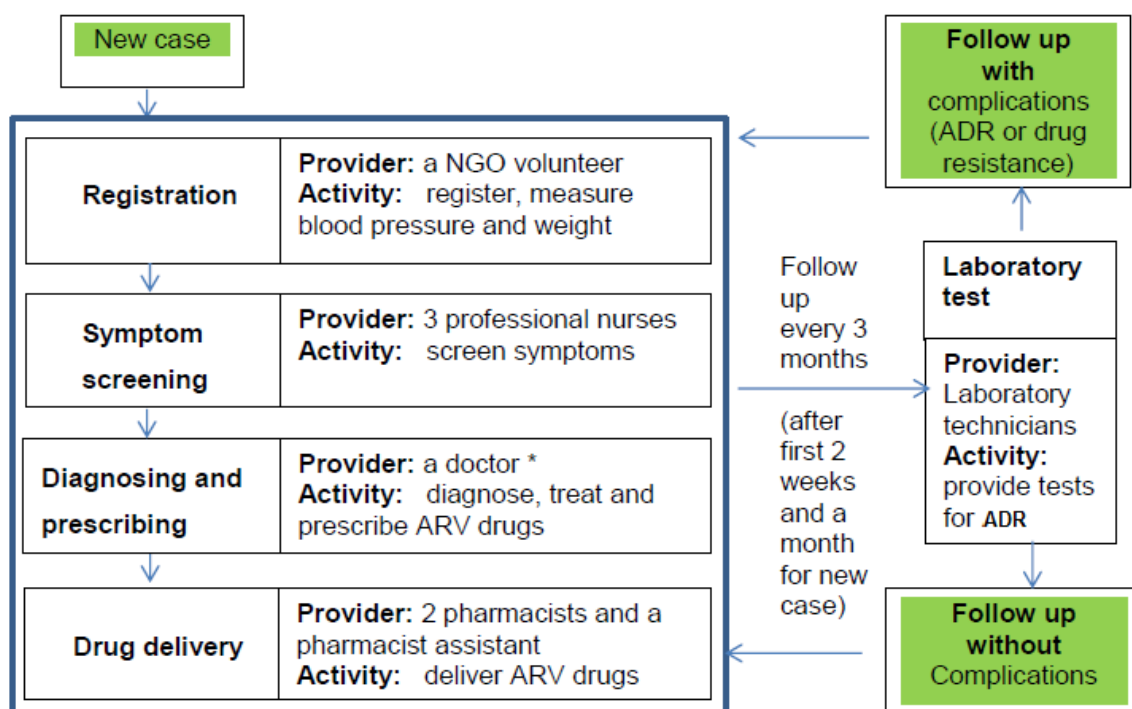 New case
Registration
Provider: a NGO volunteer
Activity: register, measure
blood pressure and weight
Symptom
screening
Provider: 3 professional nurses
Activity: screen symptoms
Diagnosing and
prescribing
Provider: a doctor *
Activity: diagnose, treat and
prescribe ARV drugs
Drug delivery
Provider: 2 pharmacists and a
pharmacist assistant
Activity: deliver ARV drugs
Follow
up
every 3
months
(after
first 2
weeks
and a
month
for new
case)
Follow up
with
complications
(ADR or drug
resistance)
Laboratory
test
Provider:
Laboratory
technicians
Activity:
provide tests
for ADR
Follow up
without
Complications